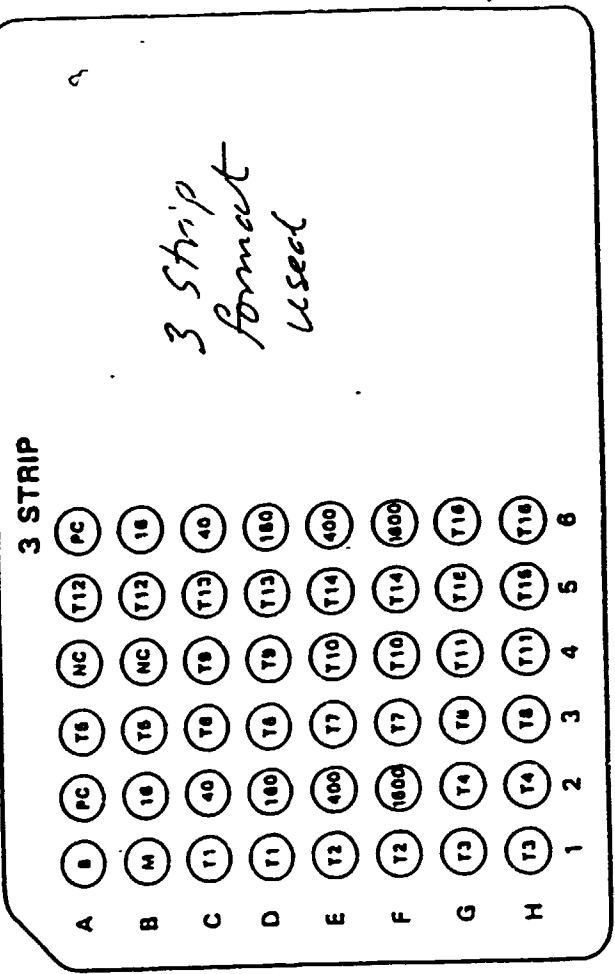 3 STRIP
A B PC T5 NC T12 PC
B M 16 T5 NC T12 16
C T1 40 T6 T9 T13 40
D T1 160 T6 T9 T13 160
E T2 400 T7 T10 T14 400
F T2 1600 T7 T10 T14 1600
G T3 T4 T8 T11 T15 T16
H T3 T4 T8 T11 T15 T16
1 2 3 4 5 6
3 Strip
format
used